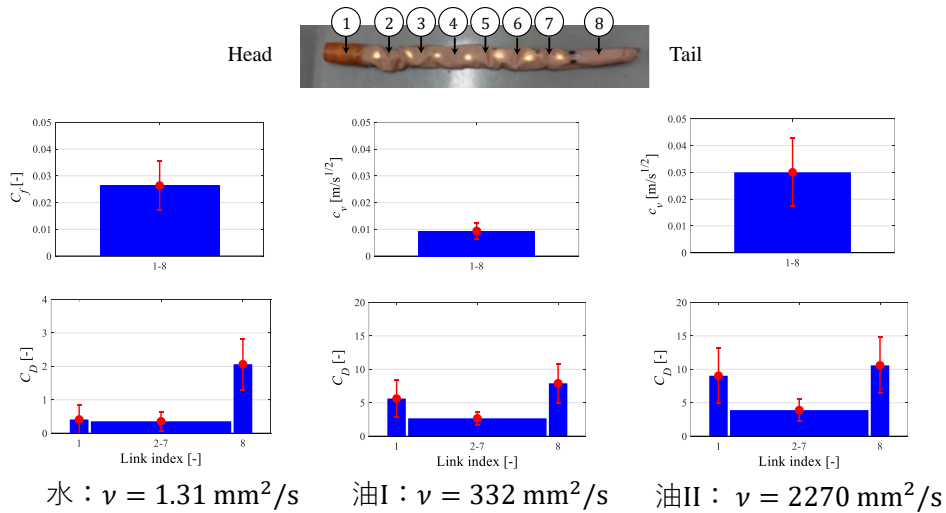 1 2 3 4 5 6 7 8
Head
Tail
0.05
0.04
0.03
0.02
0.01
0
C_f [-]
1-8
0.05
0.04
0.03
0.02
0.01
0
c_v [m/s^{1/2}]
1-8
0.05
0.04
0.03
0.02
0.01
0
c_v [m/s^{1/2}]
1-8
4
3
2
1
0
C_D [-]
1 2-7 8
Link index [-]
20
15
10
5
0
C_D [-]
1 2-7 8
Link index [-]
20
15
10
5
0
C_D [-]
1 2-7 8
Link index [-]
水：ν = 1.31 mm²/s
油I：ν = 332 mm²/s
油II： ν = 2270 mm²/s